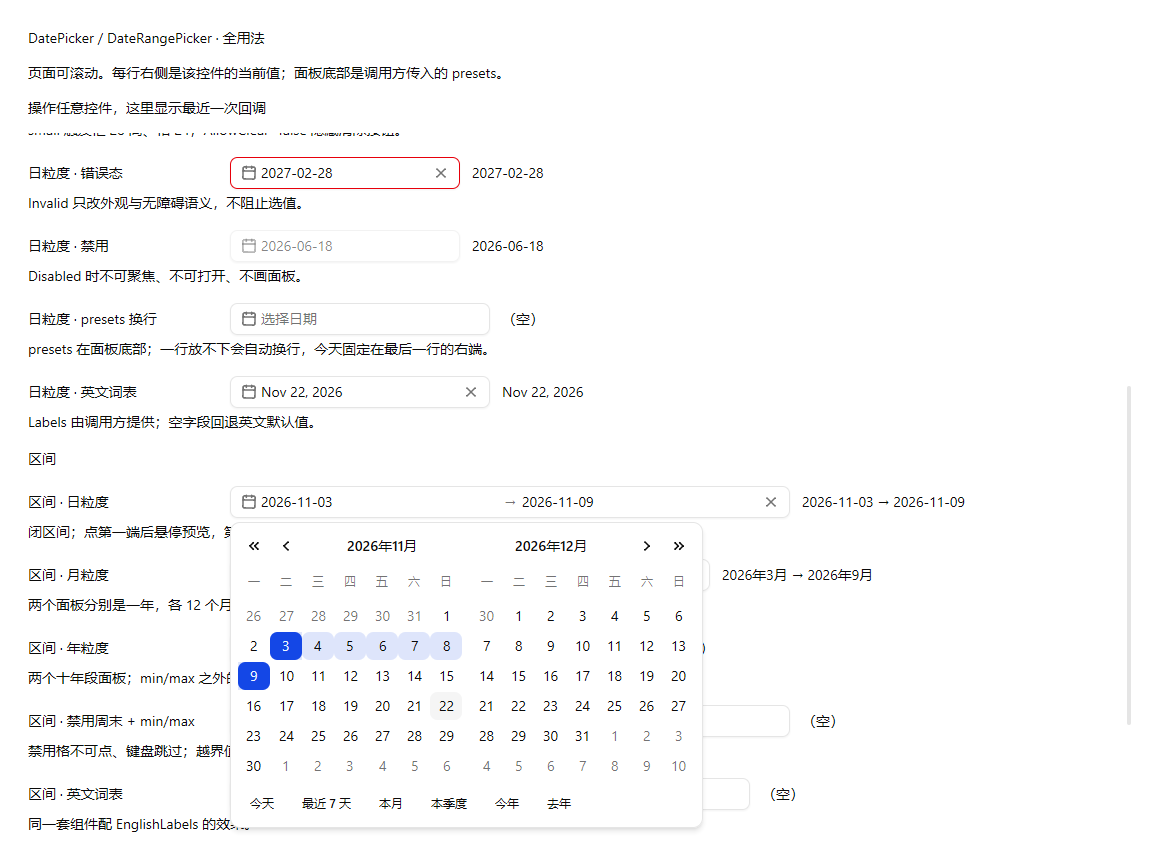 DatePicker / DateRangePicker · 全用法
页面可滚动。每行右侧是该控件的当前值；面板底部是调用方传入的 presets。
操作任意控件，这里显示最近一次回调
日粒度 · 错误态 2027-02-28 2027-02-28
Invalid 只改外观与无障碍语义，不阻止选值。
日粒度 · 禁用 2026-06-18 2026-06-18
Disabled 时不可聚焦、不可打开、不画面板。
日粒度 · presets 换行 选择日期 （空）
presets 在面板底部；一行放不下会自动换行，今天固定在最后一行的右端。
日粒度 · 英文词表 Nov 22, 2026 Nov 22, 2026
Labels 由调用方提供；空字段回退英文默认值。
区间
区间 · 日粒度 2026-11-03 → 2026-11-09 2026-11-03 → 2026-11-09
闭区间；点第一端后悬停预览，
2026年11月 2026年12月
区间 · 月粒度 2026年3月 → 2026年9月
一 二 三 四 五 六 日 一 二 三 四 五 六 日
两个面板分别是一年，各 12 个月
26 27 28 29 30 31 1 30 1 2 3 4 5 6
区间 · 年粒度 2 3 4 5 6 7 8 7 8 9 10 11 12 13 ）
两个十年段面板；min/max 之外的
9 10 11 12 13 14 15 14 15 16 17 18 19 20
16 17 18 19 20 21 22 21 22 23 24 25 26 27
区间 · 禁用周末 + min/max （空）
23 24 25 26 27 28 29 28 29 30 31 1 2 3
禁用格不可点、键盘跳过；越界值
30 1 2 3 4 5 6 4 5 6 7 8 9 10
区间 · 英文词表 （空）
今天 最近 7 天 本月 本季度 今年 去年
同一套组件配 EnglishLabels 的效果。